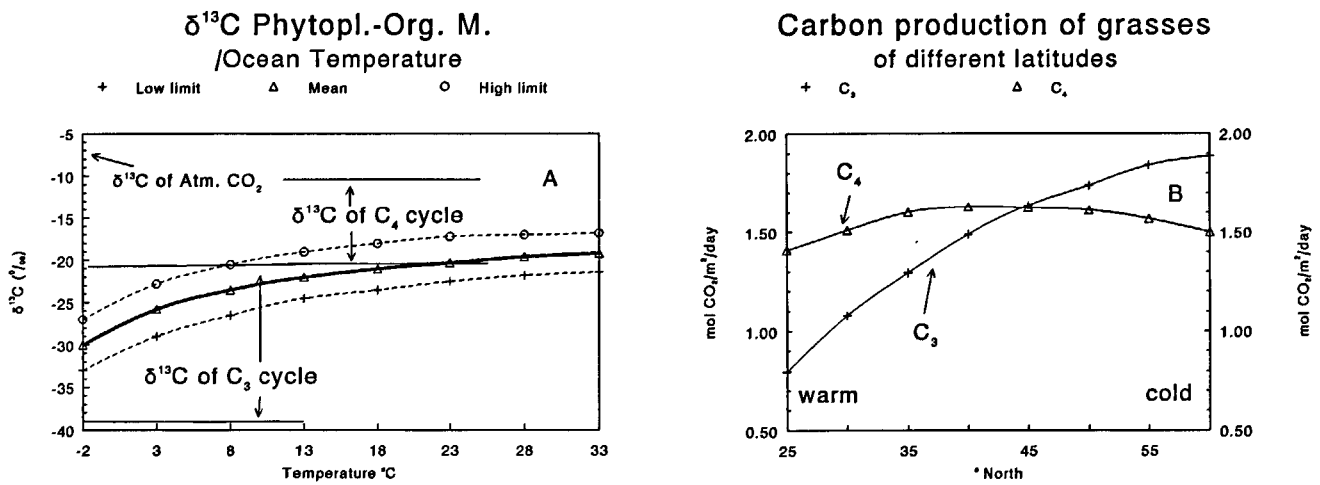 δ¹³C Phytopl.-Org. M.
/Ocean Temperature
+ Low limit △ Mean ○ High limit
δ¹³C (⁰/₀₀)
-5
-10
-15
-20
-25
-30
-35
-40
δ¹³C of Atm. CO₂
A
δ¹³C of C₄ cycle
δ¹³C of C₃ cycle
-2 3 8 13 18 23 28 33
Temperature °C
Carbon production of grasses
of different latitudes
+ C₃ △ C₄
mol CO₂/m²/day
2.00
1.50
1.00
0.50
C₄
B
C₃
warm cold
2.00
1.50
1.00
0.50
mol CO₂/m²/day
25 35 45 55
° North